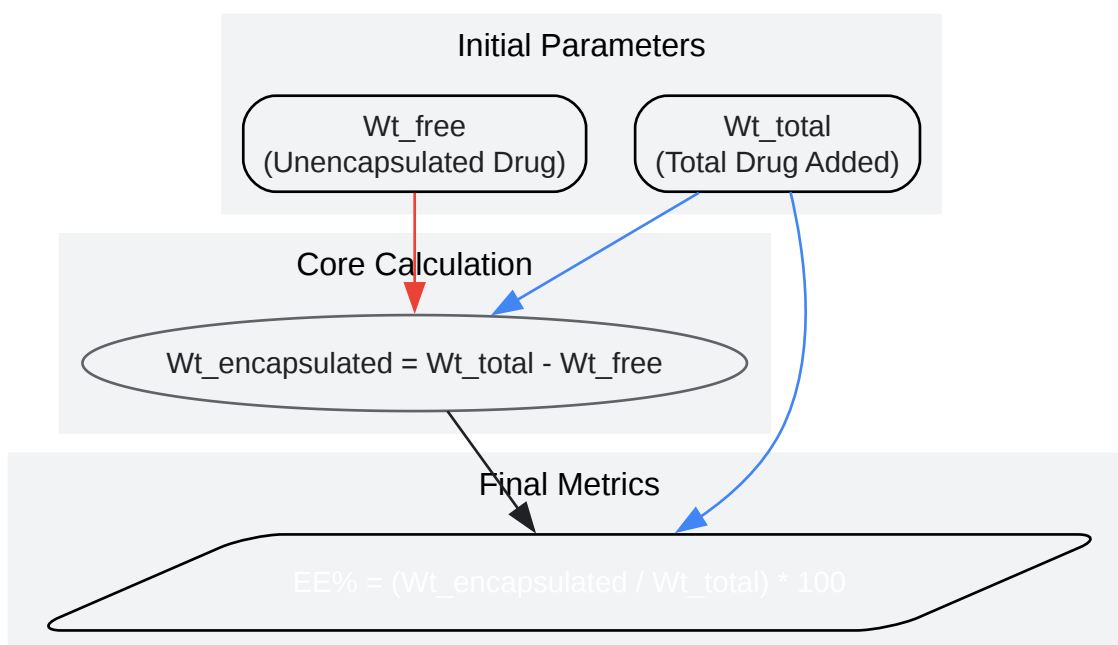 Initial Parameters
Wt_free
(Unencapsulated Drug)
Wt_total
(Total Drug Added)
Core Calculation
Wt_encapsulated = Wt_total - Wt_free
Final Metrics
EE% = (Wt_encapsulated / Wt_total) * 100